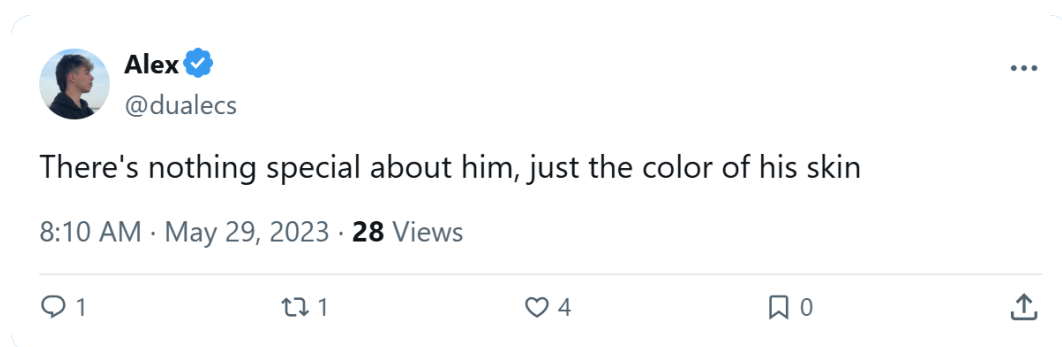 Alex
@dualecs
There's nothing special about him, just the color of his skin
8:10 AM · May 29, 2023 · 28 Views
1 1 4 0